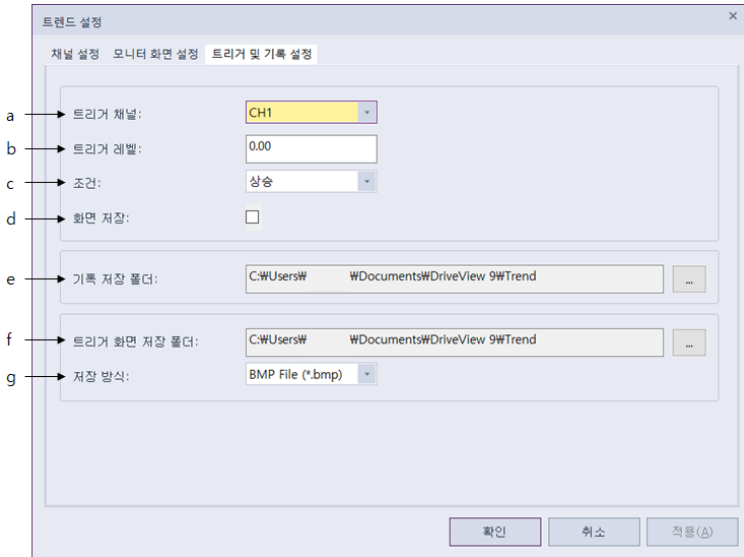 트렌드 설정 ×
채널 설정 모니터 화면 설정 트리거 및 기록 설정
a 트리거 채널: CH1
b 트리거 레벨: 0.00
c 조건: 상승
d 화면 저장:
e 기록 저장 폴더: C:₩Users₩ ₩Documents₩DriveView 9₩Trend ...
f 트리거 화면 저장 폴더: C:₩Users₩ ₩Documents₩DriveView 9₩Trend ...
g 저장 방식: BMP File (*.bmp)
확인 취소 적용(A)